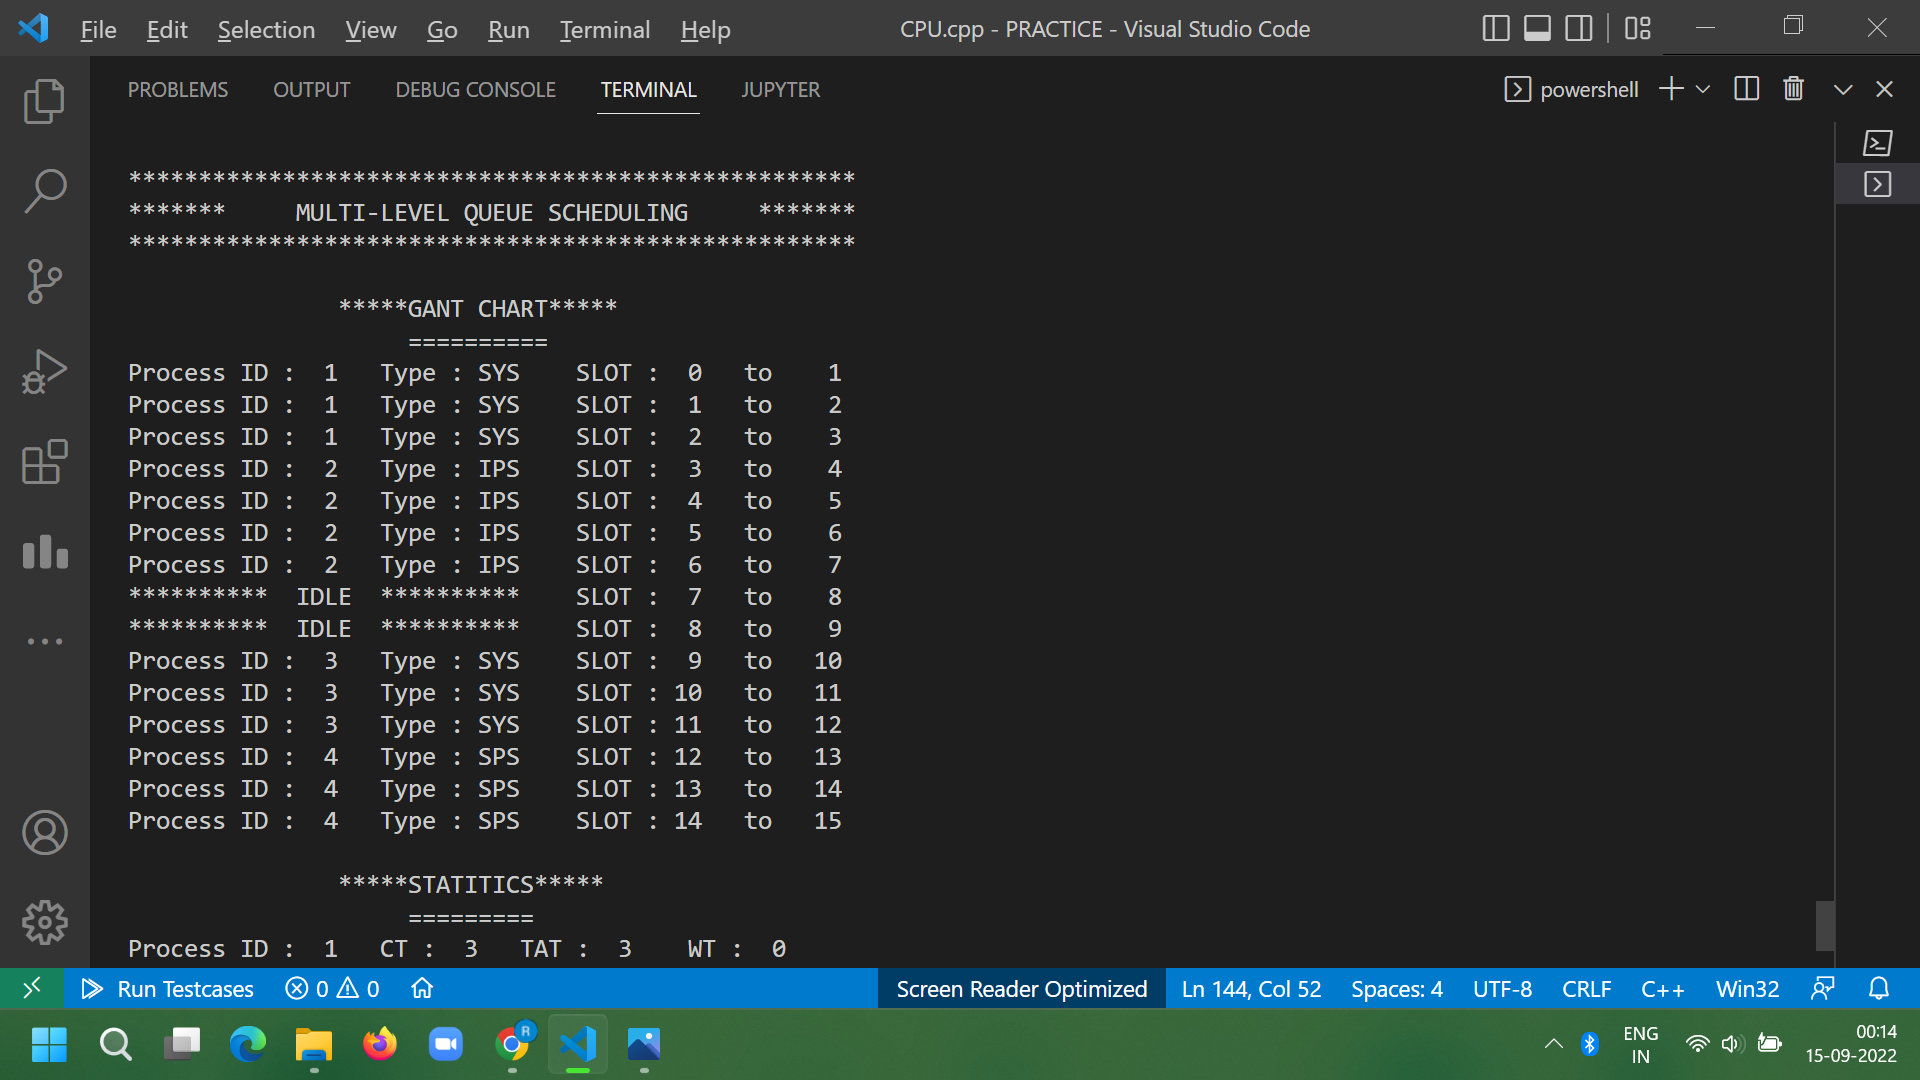 File Edit Selection View Go Run Terminal Help CPU.cpp - PRACTICE - Visual Studio Code
PROBLEMS OUTPUT DEBUG CONSOLE TERMINAL JUPYTER powershell
****************************************************
******* MULTI-LEVEL QUEUE SCHEDULING *******
****************************************************
*****GANT CHART*****
==========
Process ID : 1 Type : SYS SLOT : 0 to 1
Process ID : 1 Type : SYS SLOT : 1 to 2
Process ID : 1 Type : SYS SLOT : 2 to 3
Process ID : 2 Type : IPS SLOT : 3 to 4
Process ID : 2 Type : IPS SLOT : 4 to 5
Process ID : 2 Type : IPS SLOT : 5 to 6
Process ID : 2 Type : IPS SLOT : 6 to 7
********** IDLE ********** SLOT : 7 to 8
********** IDLE ********** SLOT : 8 to 9
Process ID : 3 Type : SYS SLOT : 9 to 10
Process ID : 3 Type : SYS SLOT : 10 to 11
Process ID : 3 Type : SYS SLOT : 11 to 12
Process ID : 4 Type : SPS SLOT : 12 to 13
Process ID : 4 Type : SPS SLOT : 13 to 14
Process ID : 4 Type : SPS SLOT : 14 to 15
*****STATITICS*****
=========
Process ID : 1 CT : 3 TAT : 3 WT : 0
Run Testcases 0 0 Screen Reader Optimized Ln 144, Col 52 Spaces: 4 UTF-8 CRLF C++ Win32
R
ENG 00:14
IN 15-09-2022